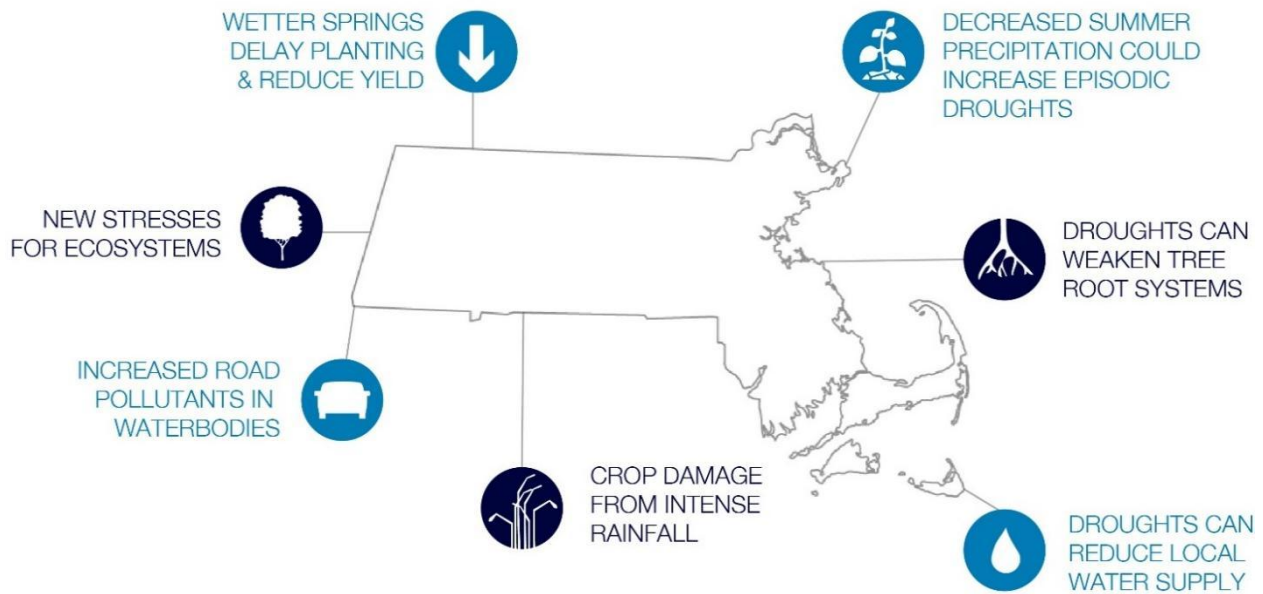 WETTER SPRINGS
DELAY PLANTING
& REDUCE YIELD
DECREASED SUMMER
PRECIPITATION COULD
INCREASE EPISODIC
DROUGHTS
NEW STRESSES
FOR ECOSYSTEMS
DROUGHTS CAN
WEAKEN TREE
ROOT SYSTEMS
INCREASED ROAD
POLLUTANTS IN
WATERBODIES
CROP DAMAGE
FROM INTENSE
RAINFALL
DROUGHTS CAN
REDUCE LOCAL
WATER SUPPLY